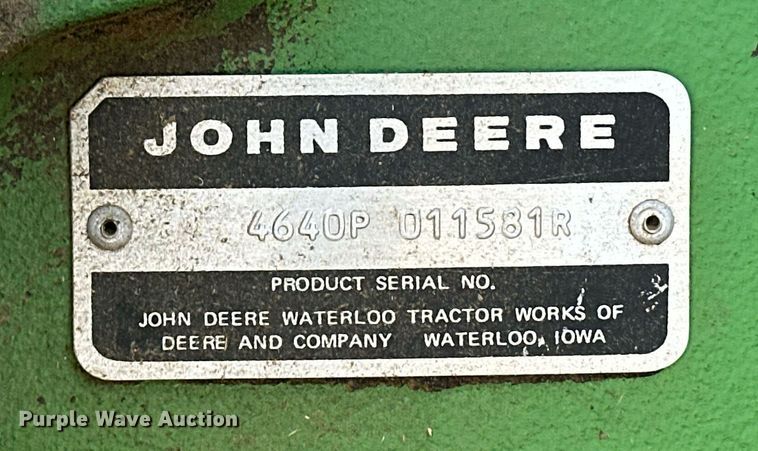 JOHN DEERE
4640P 011581R
PRODUCT SERIAL NO.
JOHN DEERE WATERLOO TRACTOR WORKS OF
DEERE AND COMPANY WATERLOO, IOWA
Purple Wave Auction